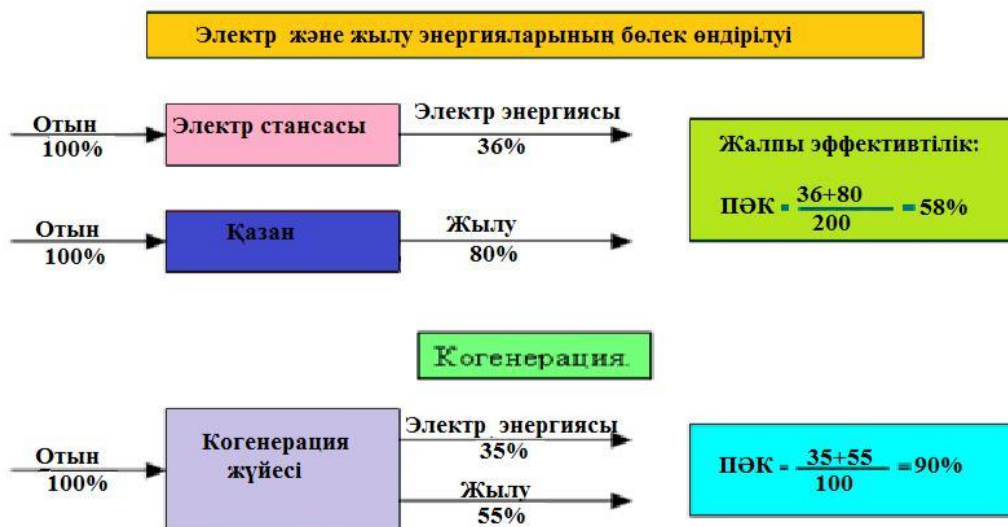 Электр және жылу энергияларының бөлек өндірілуі
Отын
100%
Электр стансасы
Электр энергиясы
36%
Отын
100%
Қазан
Жылу
80%
Жалпы эффективтілік:
ПӘК = 36+80 / 200 = 58%
Когенерация.
Отын
100%
Когенерация
жүйесі
Электр энергиясы
35%
Жылу
55%
ПӘК = 35+55 / 100 = 90%